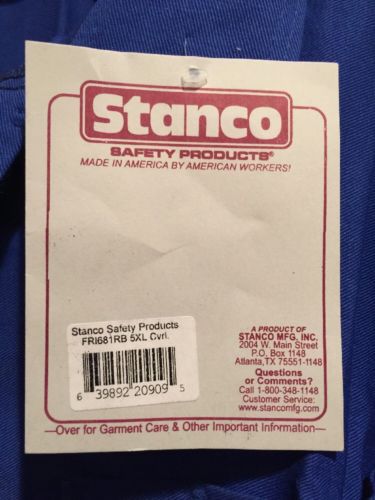 Stanco
SAFETY PRODUCTS®
MADE IN AMERICA BY AMERICAN WORKERS!
Stanco Safety Products
FRI681RB 5XL Cvrl.
6 39892 20909 5
A PRODUCT OF
STANCO MFG. INC.
2004 W. Main Street
P.O. Box 1148
Atlanta, TX 75551-1148
Questions
or Comments?
Call 1-800-348-1148
Customer Service:
www.stancomfg.com
Over for Garment Care & Other Important Information